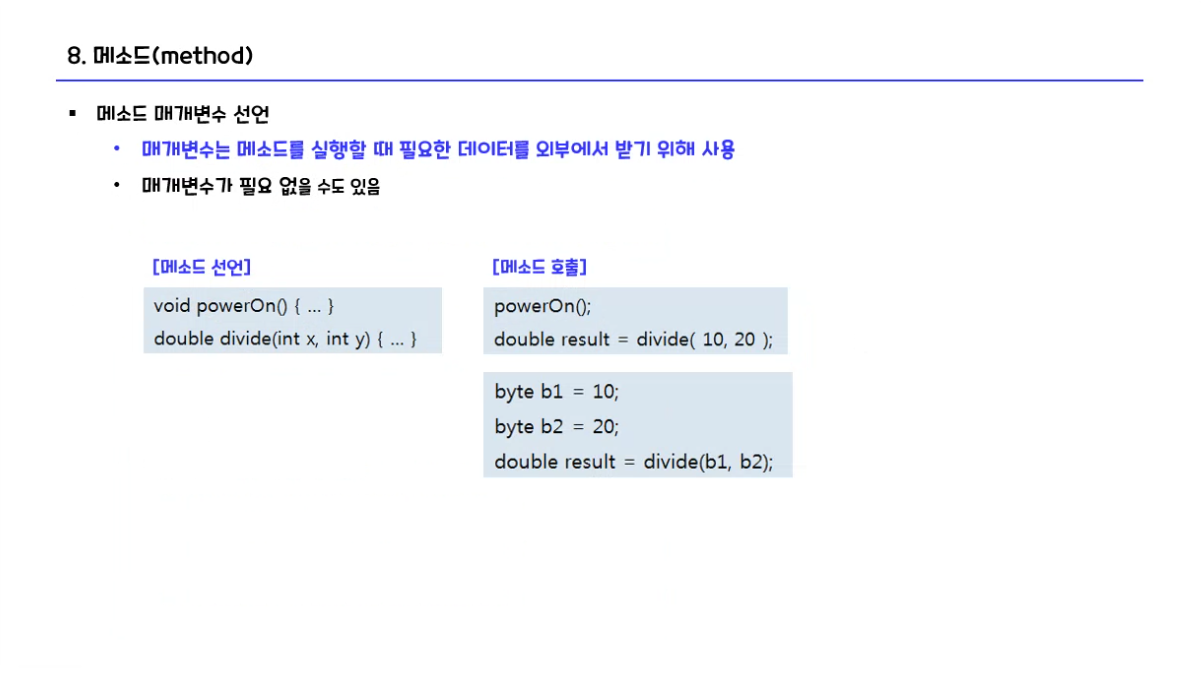 8. 메소드(method)
▪ 메소드 매개변수 선언
• 매개변수는 메소드를 실행할 때 필요한 데이터를 외부에서 받기 위해 사용
• 매개변수가 필요 없을 수도 있음
[메소드 선언]
void powerOn() { ... }
double divide(int x, int y) { ... }
[메소드 호출]
powerOn();
double result = divide( 10, 20 );
byte b1 = 10;
byte b2 = 20;
double result = divide(b1, b2);